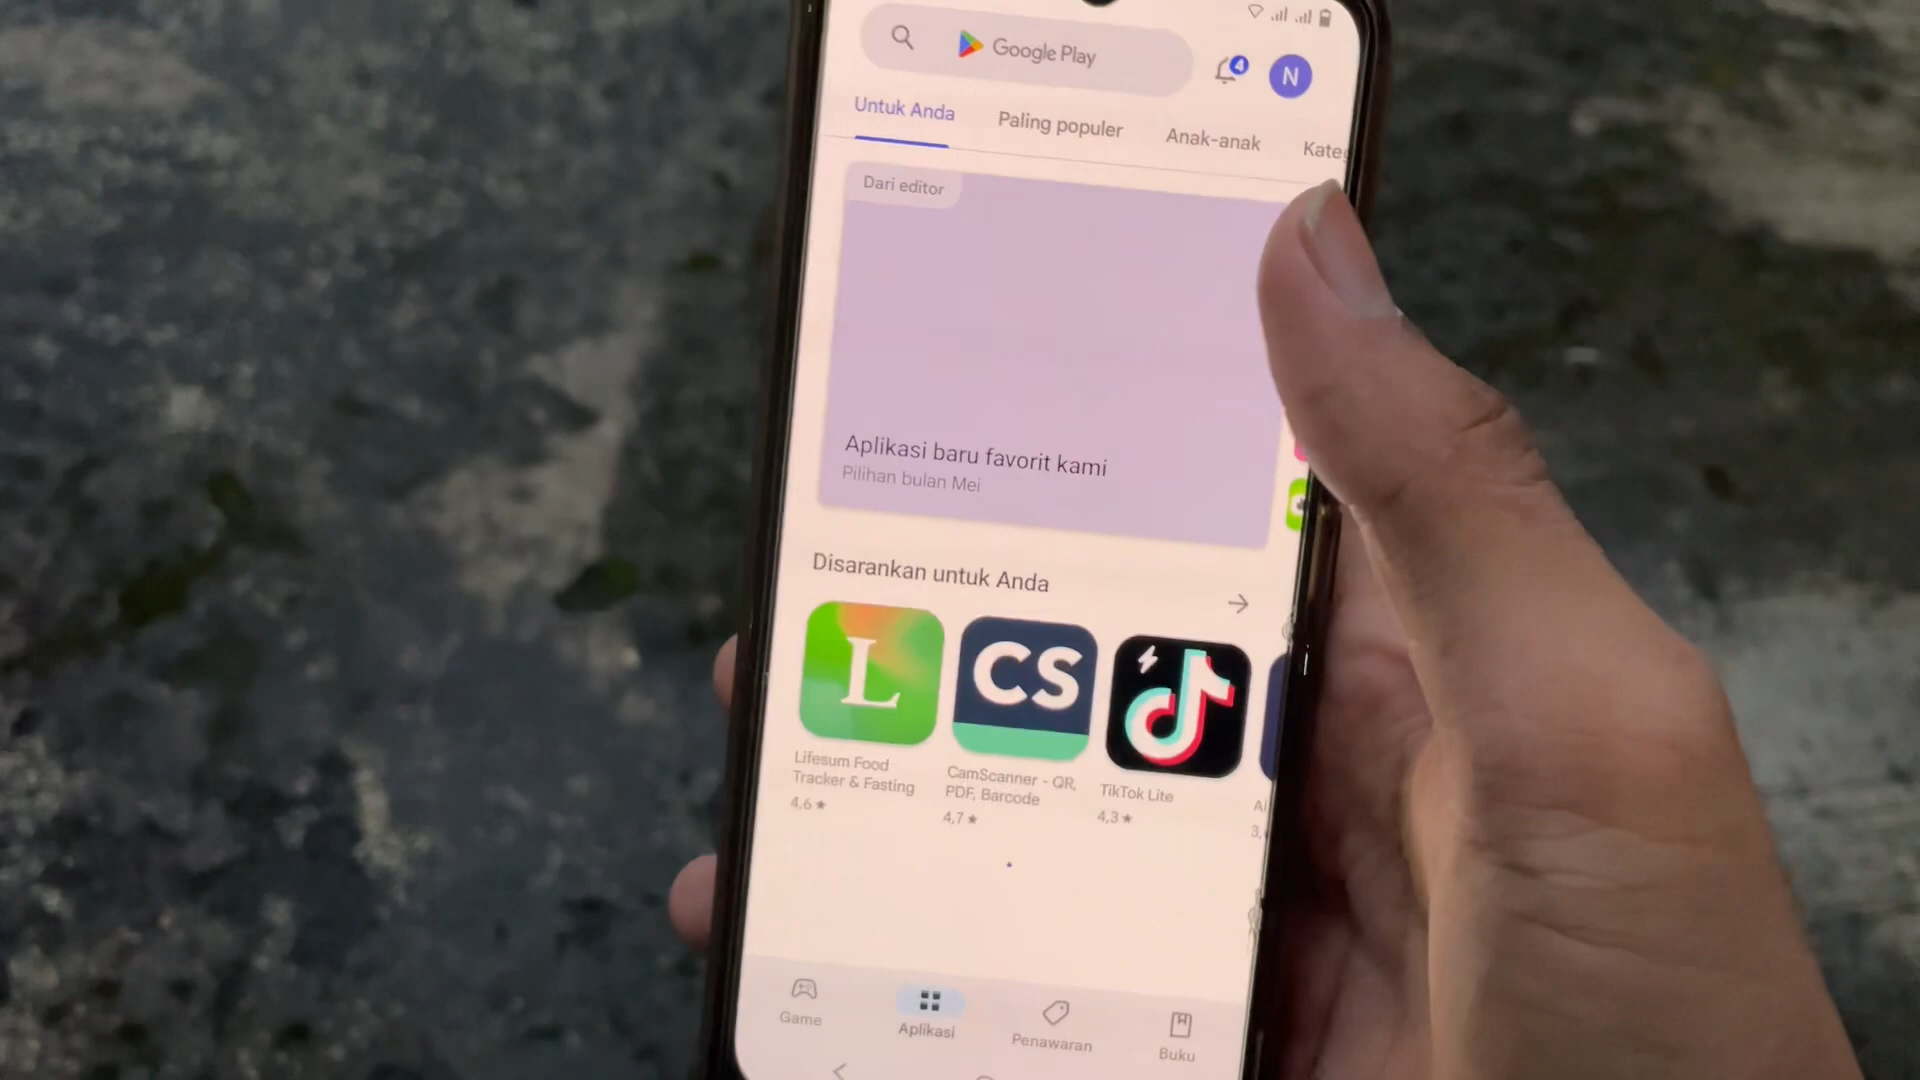 Google Play
4
N
Untuk Anda
Paling populer
Anak-anak
Dari editor
Aplikasi baru favorit kami
Pilihan bulan Mei
Disarankan untuk Anda
L
CS
Lifesum Food
Tracker & Fasting
4,6★
CamScanner - QR,
PDF, Barcode
4,7★
TikTok Lite
4,3★
Game
Aplikasi
Penawaran
Buku